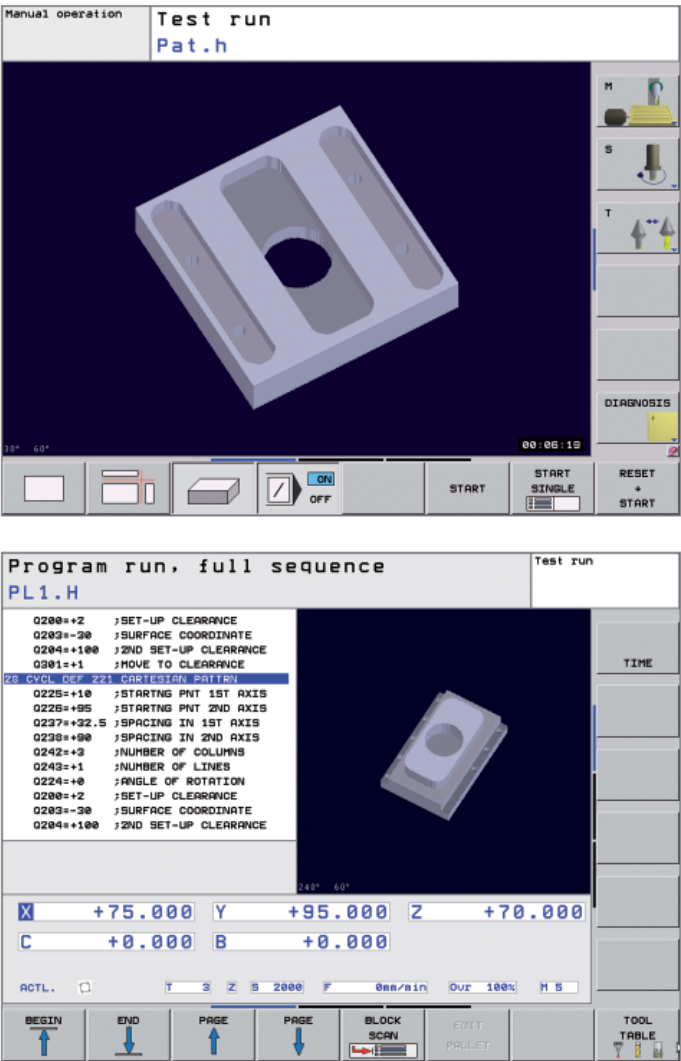 Manual operation
Test run
Pat.h
M
S
T
DIAGNOSIS
30° 60°
00:06:19
ON
OFF
START
START
SINGLE
RESET
+
START
Program run, full sequence
PL1.H
Test run
Q200=+2 ;SET-UP CLEARANCE
Q203=-30 ;SURFACE COORDINATE
Q204=+100 ;2ND SET-UP CLEARANCE
Q301=+1 ;MOVE TO CLEARANCE
28 CYCL DEF 221 CARTESIAN PATTRN
Q225=+10 ;STARTNG PNT 1ST AXIS
Q226=+95 ;STARTNG PNT 2ND AXIS
Q237=+32.5 ;SPACING IN 1ST AXIS
Q238=+90 ;SPACING IN 2ND AXIS
Q242=+3 ;NUMBER OF COLUMNS
Q243=+1 ;NUMBER OF LINES
Q224=+0 ;ANGLE OF ROTATION
Q200=+2 ;SET-UP CLEARANCE
Q203=-30 ;SURFACE COORDINATE
Q204=+100 ;2ND SET-UP CLEARANCE
240° 60°
TIME
X +75.000 Y +95.000 Z +70.000
C +0.000 B +0.000
ACTL. T 3 Z S 2000 F 0mm/min Ovr 100% M 5
BEGIN
END
PAGE
PAGE
BLOCK
SCAN
EDIT
PALLET
TOOL
TABLE